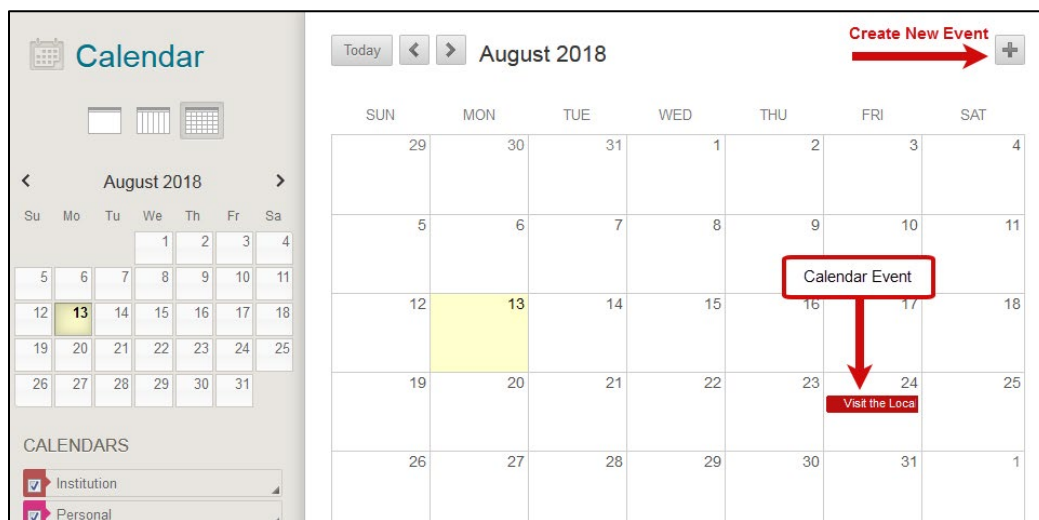 Calendar
August 2018
Su Mo Tu We Th Fr Sa
1 2 3 4
5 6 7 8 9 10 11
12 13 14 15 16 17 18
19 20 21 22 23 24 25
26 27 28 29 30 31
CALENDARS
Institution
Personal
Today August 2018
Create New Event
SUN MON TUE WED THU FRI SAT
29 30 31 1 2 3 4
5 6 7 8 9 10 11
Calendar Event
12 13 14 15 16 17 18
19 20 21 22 23 24 25
Visit the Local
26 27 28 29 30 31 1